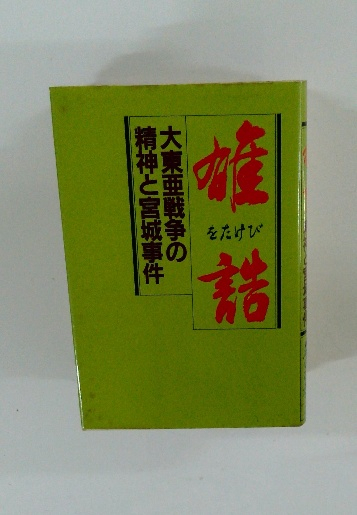 雄誥
をたけび
大東亜戦争の
精神と宮城事件